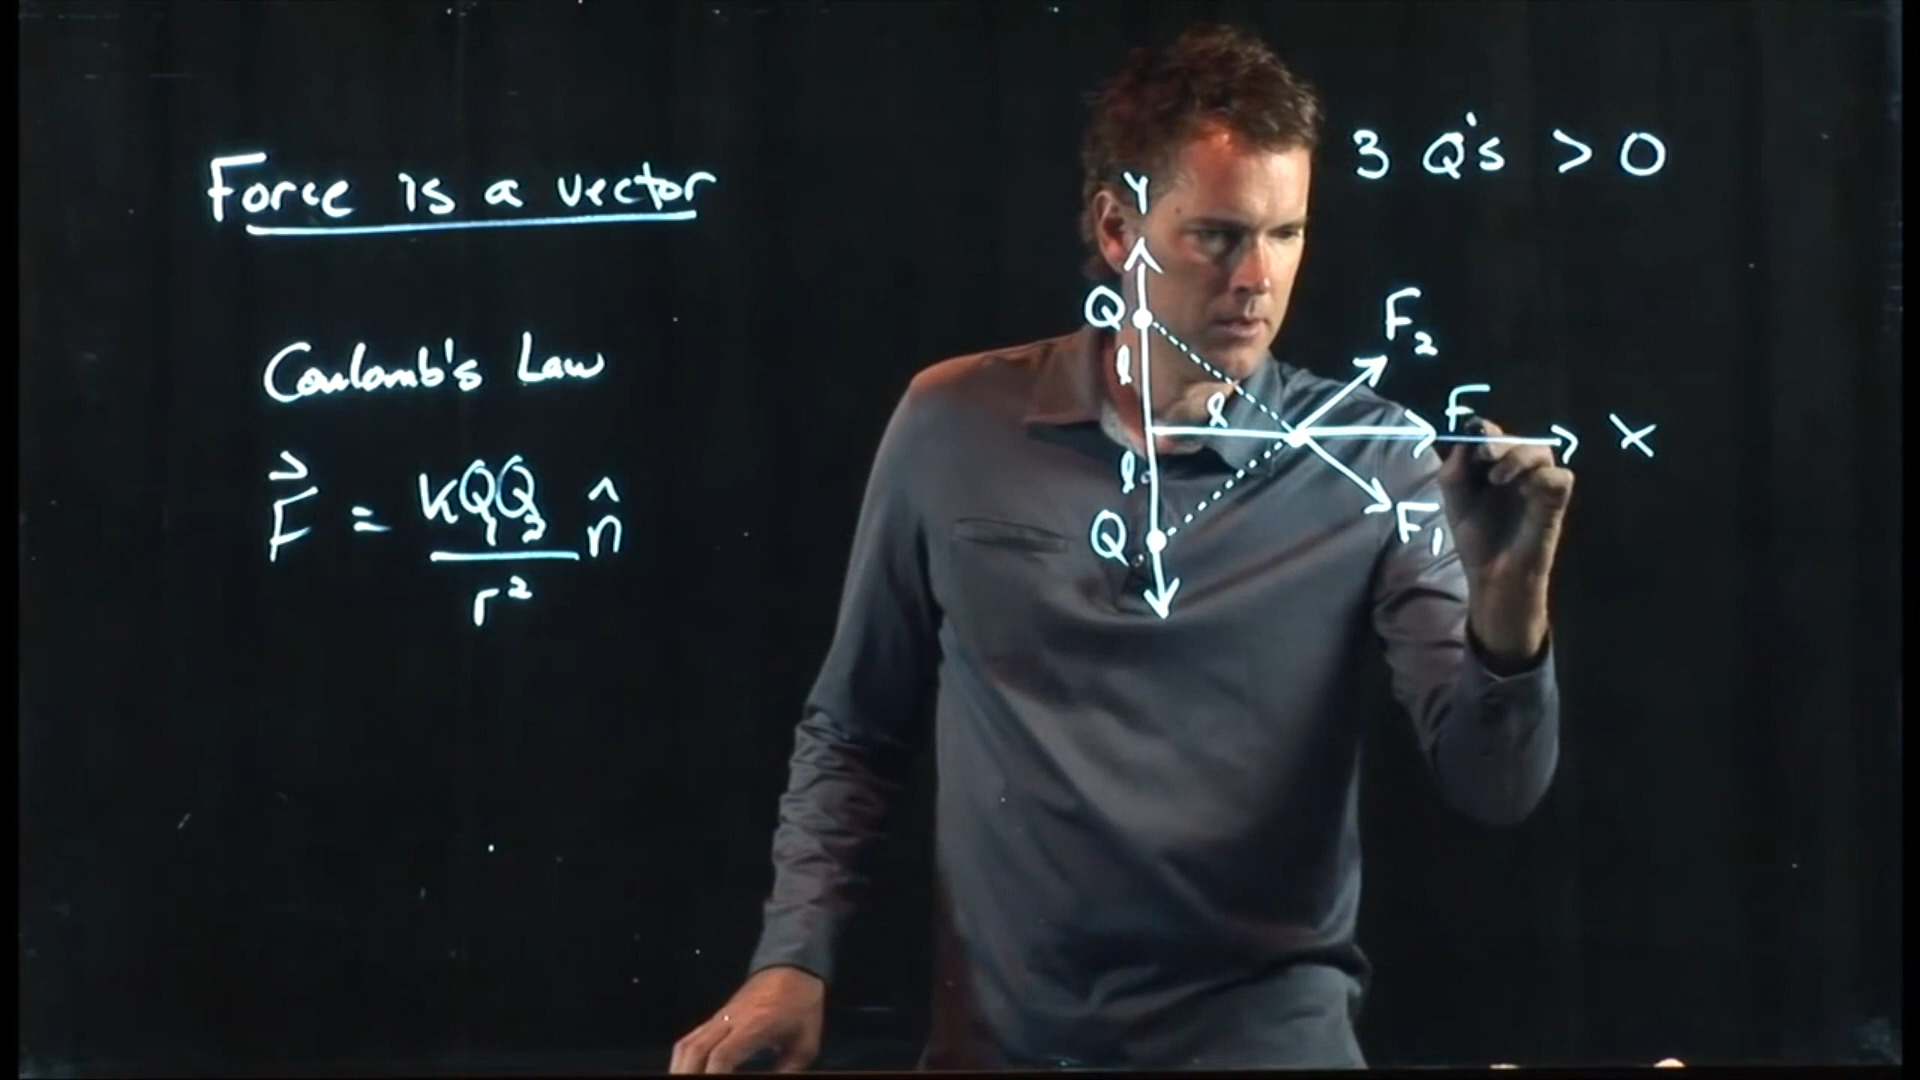 Force is a vector
Coulomb's Law
F⃗ = kQ₁Q₂ n̂
r²
3 Q's > 0
Y
Q
l
l
l
Q
F₂
F
X
F₁